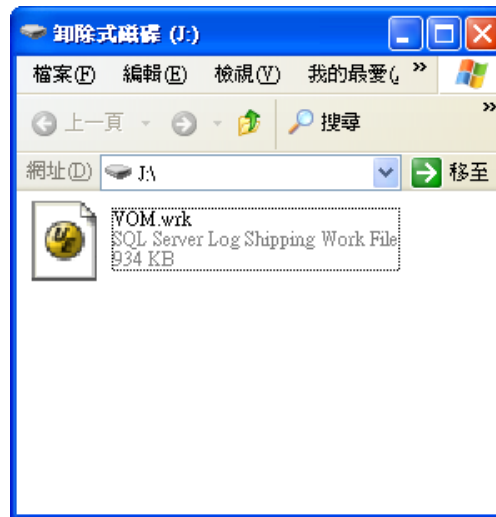 卸除式磁碟 (J:)
檔案(F) 編輯(E) 檢視(V) 我的最愛( »
上一頁 搜尋 »
網址(D) J:\ 移至
VOM.wrk
SQL Server Log Shipping Work File
934 KB